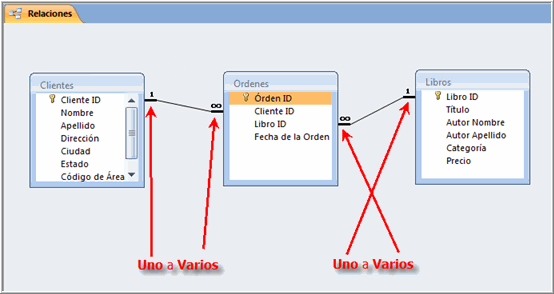 Relaciones
Clientes
Cliente ID
Nombre
Apellido
Dirección
Ciudad
Estado
Código de Área
1
∞
Ordenes
Órden ID
Cliente ID
Libro ID
Fecha de la Orden
∞
1
Libros
Libro ID
Título
Autor Nombre
Autor Apellido
Categoría
Precio
Uno a Varios
Uno a Varios